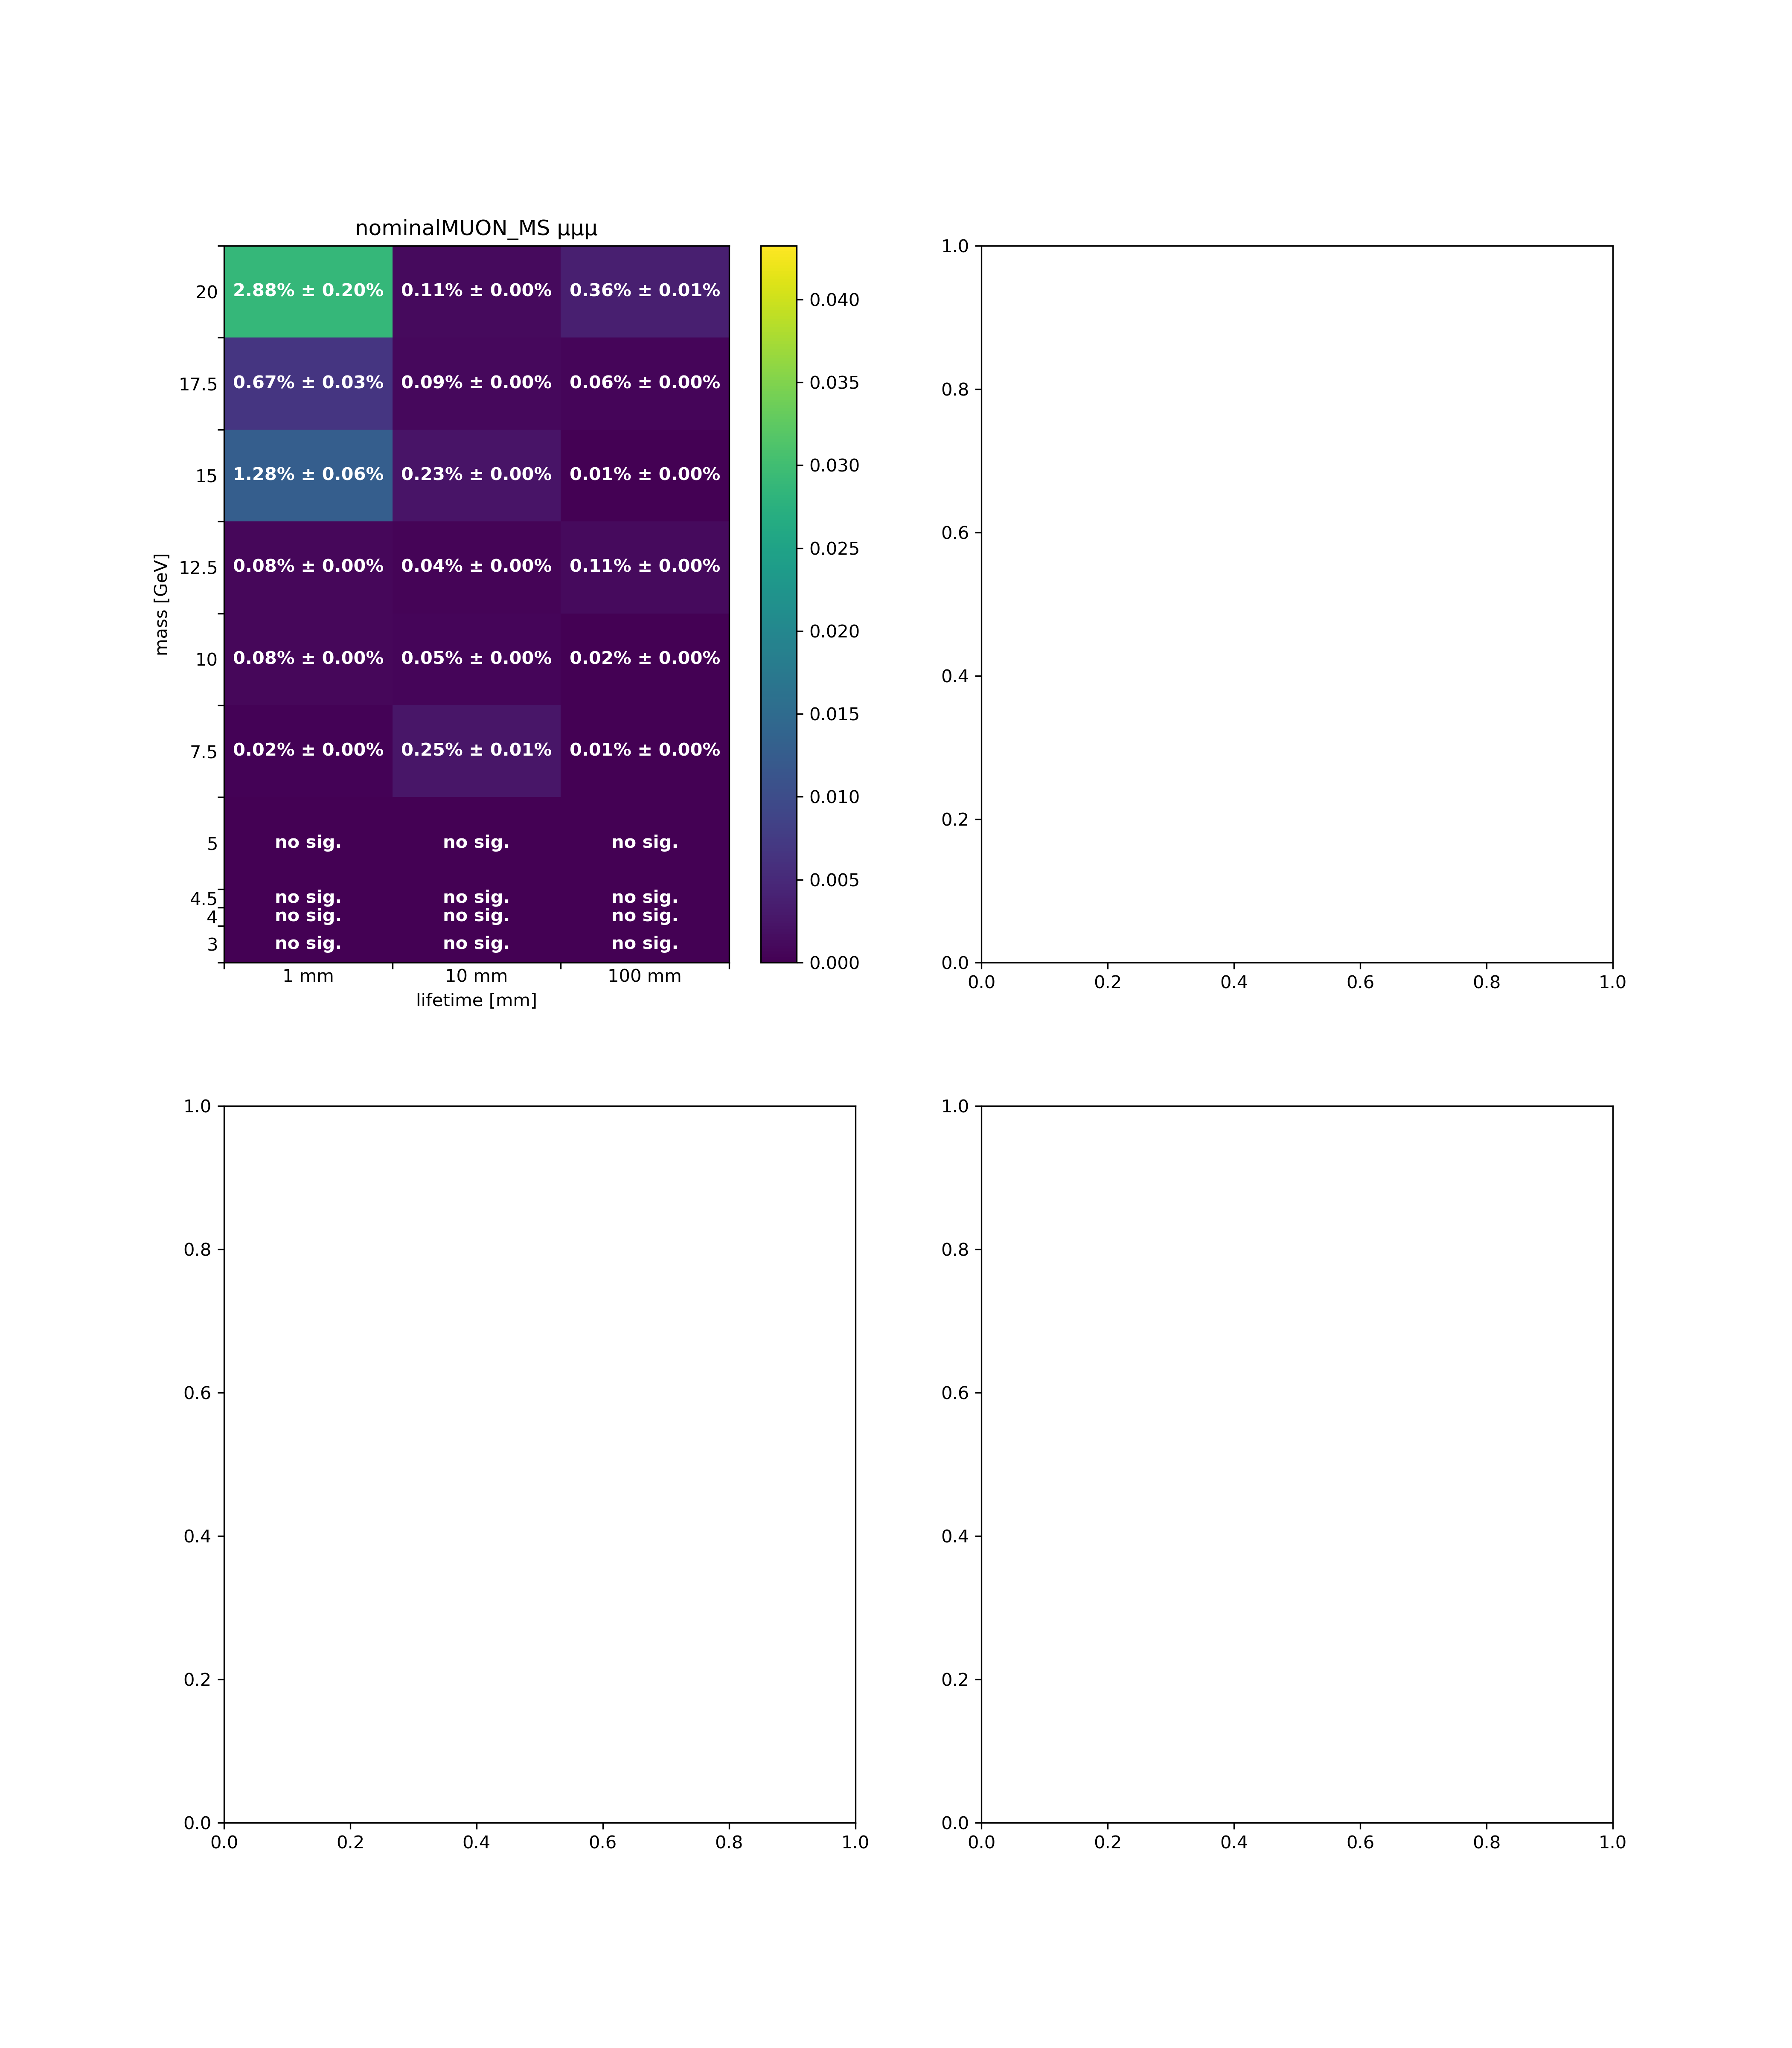 nominalMUON_MS μμμ
mass [GeV]
20 2.88% ± 0.20% 0.11% ± 0.00% 0.36% ± 0.01%
17.5 0.67% ± 0.03% 0.09% ± 0.00% 0.06% ± 0.00%
15 1.28% ± 0.06% 0.23% ± 0.00% 0.01% ± 0.00%
12.5 0.08% ± 0.00% 0.04% ± 0.00% 0.11% ± 0.00%
10 0.08% ± 0.00% 0.05% ± 0.00% 0.02% ± 0.00%
7.5 0.02% ± 0.00% 0.25% ± 0.01% 0.01% ± 0.00%
5 no sig. no sig. no sig.
4.5 no sig. no sig. no sig.
4 no sig. no sig. no sig.
3 no sig. no sig. no sig.
1 mm 10 mm 100 mm
lifetime [mm]
0.040
0.035
0.030
0.025
0.020
0.015
0.010
0.005
0.000
1.0
0.8
0.6
0.4
0.2
0.0
0.0 0.2 0.4 0.6 0.8 1.0
1.0
0.8
0.6
0.4
0.2
0.0
0.0 0.2 0.4 0.6 0.8 1.0
1.0
0.8
0.6
0.4
0.2
0.0
0.0 0.2 0.4 0.6 0.8 1.0